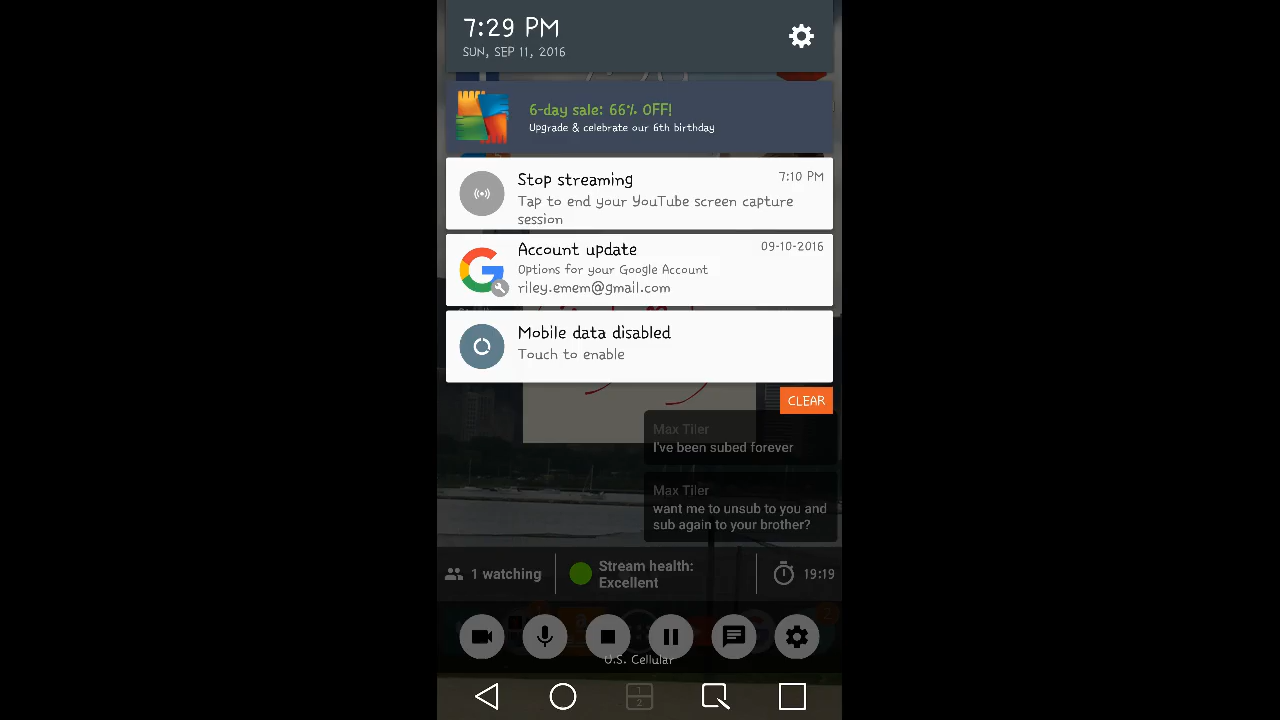 7:29 PM
SUN, SEP 11, 2016
6-day sale: 66% OFF!
Upgrade & celebrate our 6th birthday
Stop streaming
7:10 PM
Tap to end your YouTube screen capture
session
Account update
09-10-2016
Options for your Google Account
riley.emem@gmail.com
Mobile data disabled
Touch to enable
CLEAR
Max Tiler
I've been subed forever
Max Tiler
want me to unsub to you and
sub again to your brother?
1 watching
Stream health:
Excellent
19:19
U.S. Cellular
1
2